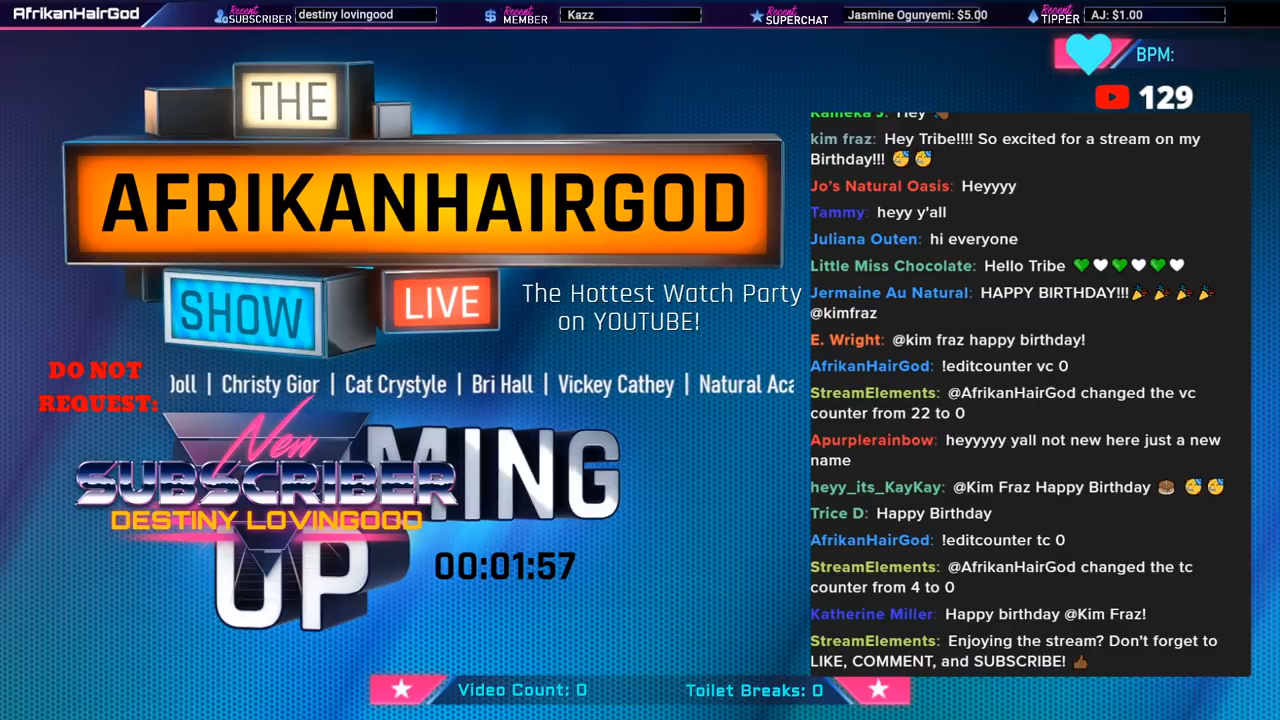 AfrikanHairGod
Recent SUBSCRIBER destiny lovingood
Recent MEMBER Kazz
Recent SUPERCHAT Jasmine Ogunyemi: $5.00
Recent TIPPER AJ: $1.00
BPM:
129
THE
AFRIKANHAIRGOD
SHOW
LIVE
The Hottest Watch Party
on YOUTUBE!
DO NOT
REQUEST:
| Christy Gior | Cat Crystyle | Bri Hall | Vickey Cathey | Natural
New
SUBSCRIBER
DESTINY LOVINGOOD
MING
UP
00:01:57
Kameka J: Hey
kim fraz: Hey Tribe!!!! So excited for a stream on my
Birthday!!! 🥳 🥳
Jo's Natural Oasis: Heyyyy
Tammy: heyy y'all
Juliana Outen: hi everyone
Little Miss Chocolate: Hello Tribe 💚🤍💚🤍💚🤍
Jermaine Au Natural: HAPPY BIRTHDAY!!!🎉 🎉 🎉 🎉
@kimfraz
E. Wright: @kim fraz happy birthday!
AfrikanHairGod: !editcounter vc 0
StreamElements: @AfrikanHairGod changed the vc
counter from 22 to 0
Apurplerainbow: heyyyyy yall not new here just a new
name
heyy_its_KayKay: @Kim Fraz Happy Birthday 🎂 🥳 🥳
Trice D: Happy Birthday
AfrikanHairGod: !editcounter tc 0
StreamElements: @AfrikanHairGod changed the tc
counter from 4 to 0
Katherine Miller: Happy birthday @Kim Fraz!
StreamElements: Enjoying the stream? Don't forget to
LIKE, COMMENT, and SUBSCRIBE! 👍🏾
Video Count: 0
Toilet Breaks: 0